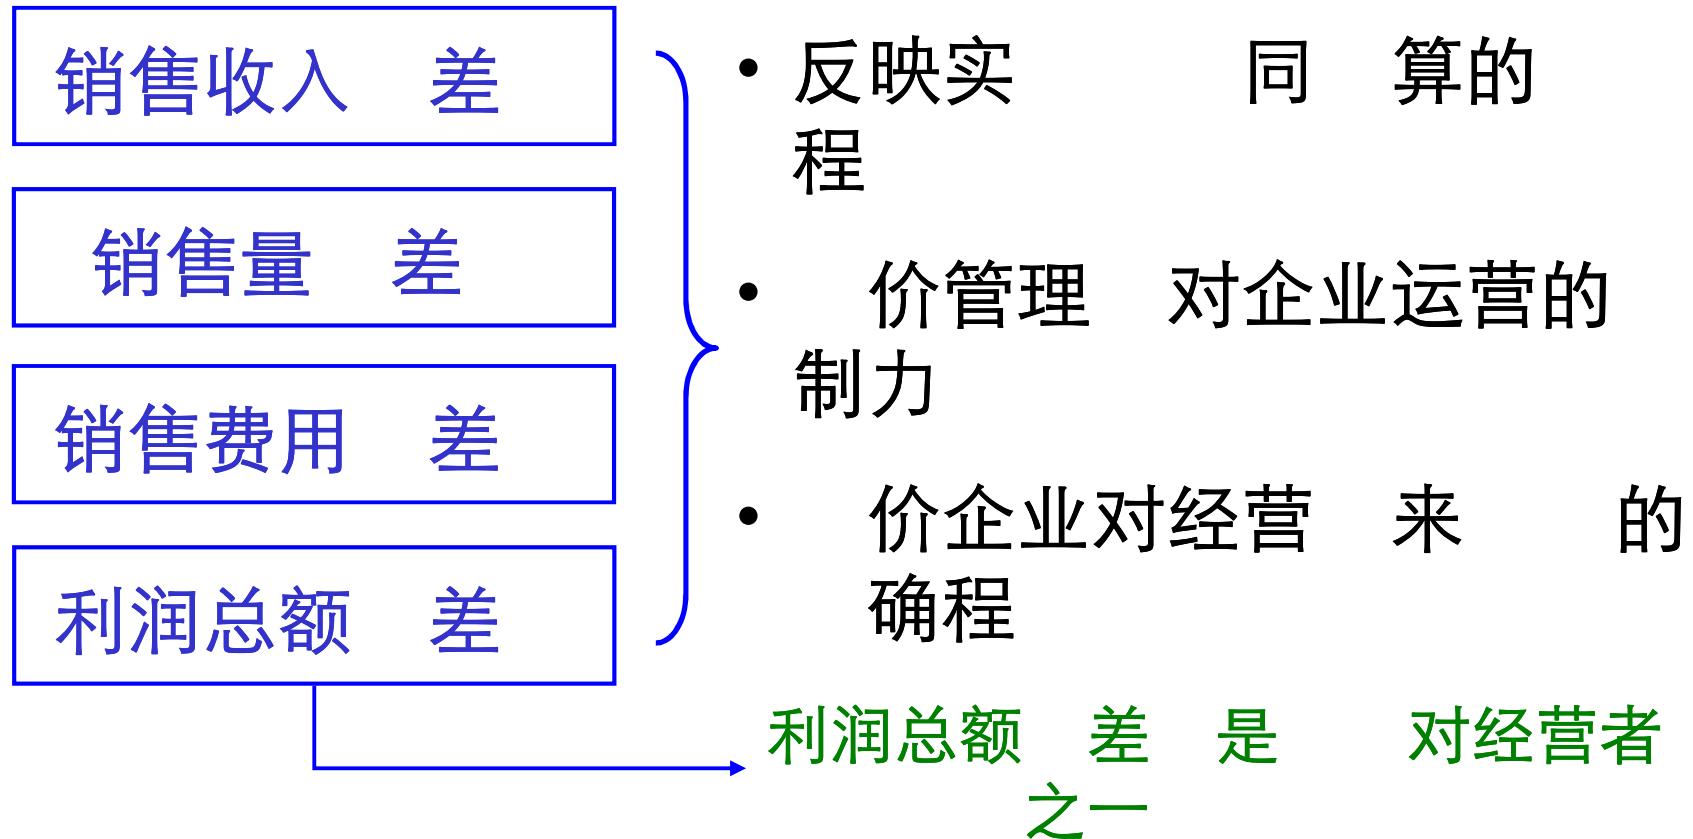 销售收入 差
销售量 差
销售费用 差
利润总额 差
• 反映实 同 算的
程
• 价管理 对企业运营的
制力
• 价企业对经营 来 的
确程
利润总额 差 是 对经营者
之一